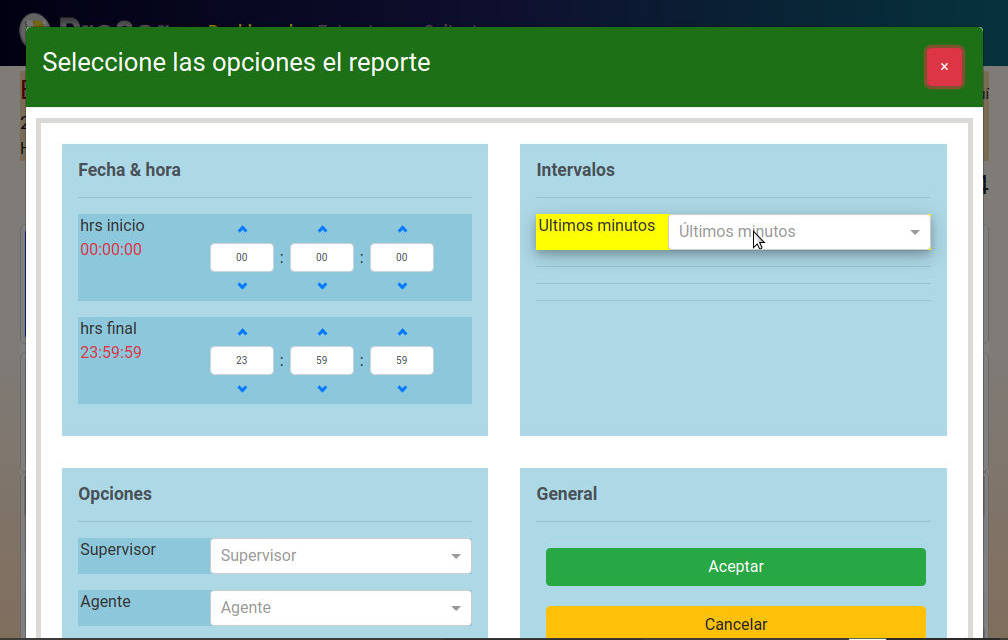 Seleccione las opciones el reporte
×
Fecha & hora
hrs inicio
00:00:00
00 : 00 : 00
hrs final
23:59:59
23 : 59 : 59
Intervalos
Ultimos minutos
Últimos minutos
Opciones
Supervisor
Supervisor
Agente
Agente
General
Aceptar
Cancelar